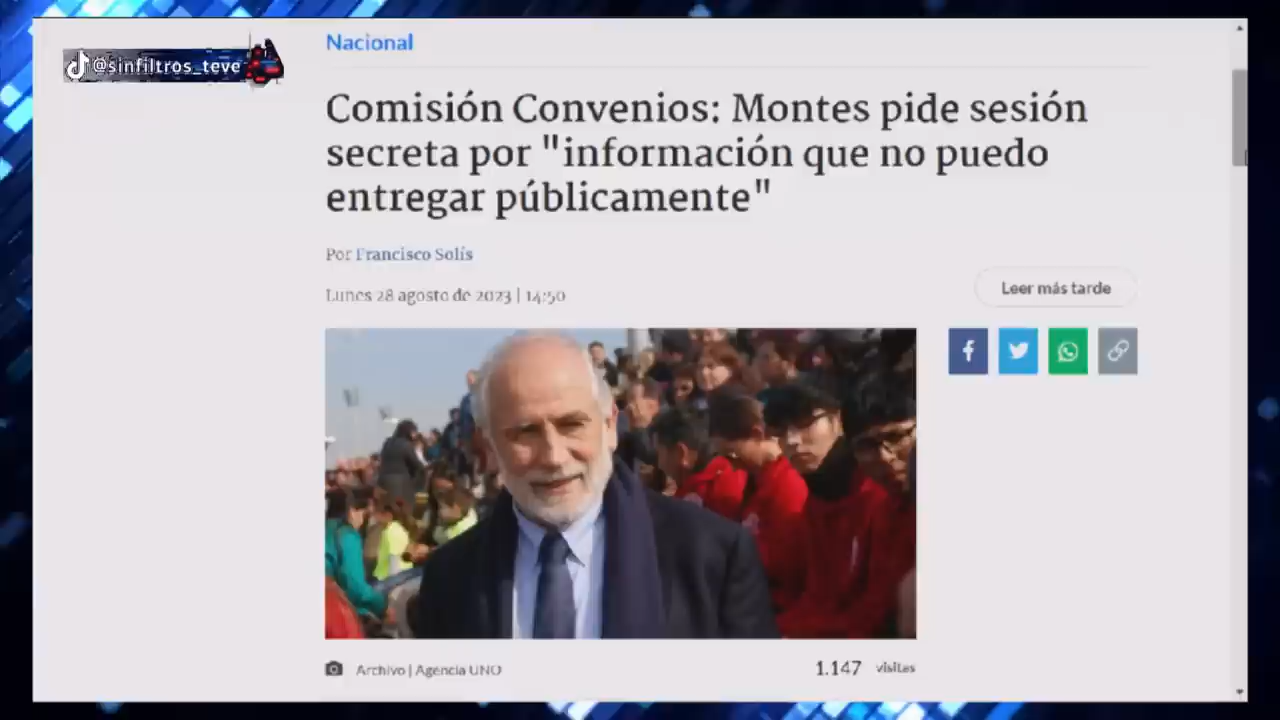 Nacional
@sinfiltros_teve
Comisión Convenios: Montes pide sesión
secreta por "información que no puedo
entregar públicamente"
Por Francisco Solís
Lunes 28 agosto de 2023 | 14:50
Leer más tarde
Archivo | Agencia UNO
1.147 visitas